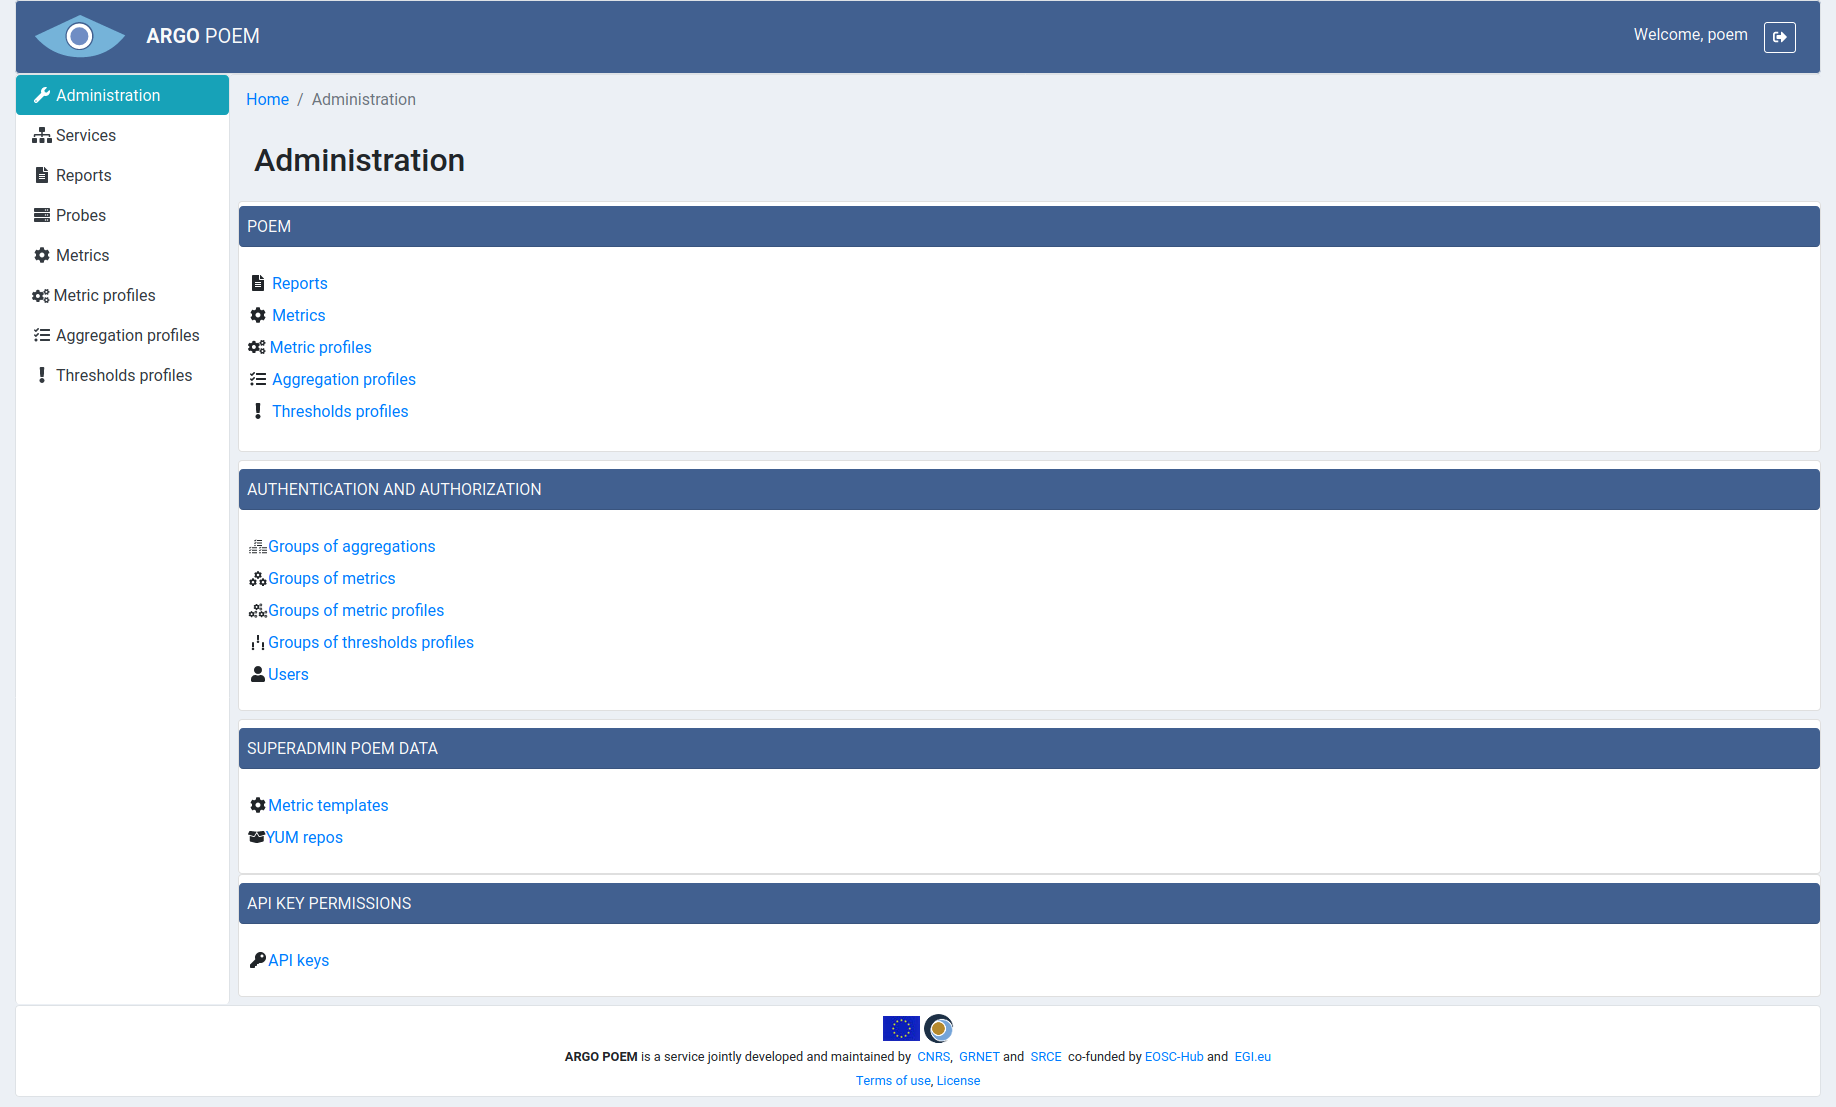 ARGO POEM
Welcome, poem
Administration
Services
Reports
Probes
Metrics
Metric profiles
Aggregation profiles
Thresholds profiles
Home / Administration
Administration
POEM
Reports
Metrics
Metric profiles
Aggregation profiles
Thresholds profiles
AUTHENTICATION AND AUTHORIZATION
Groups of aggregations
Groups of metrics
Groups of metric profiles
Groups of thresholds profiles
Users
SUPERADMIN POEM DATA
Metric templates
YUM repos
API KEY PERMISSIONS
API keys
ARGO POEM is a service jointly developed and maintained by CNRS, GRNET and SRCE co-funded by EOSC-Hub and EGI.eu
Terms of use, License